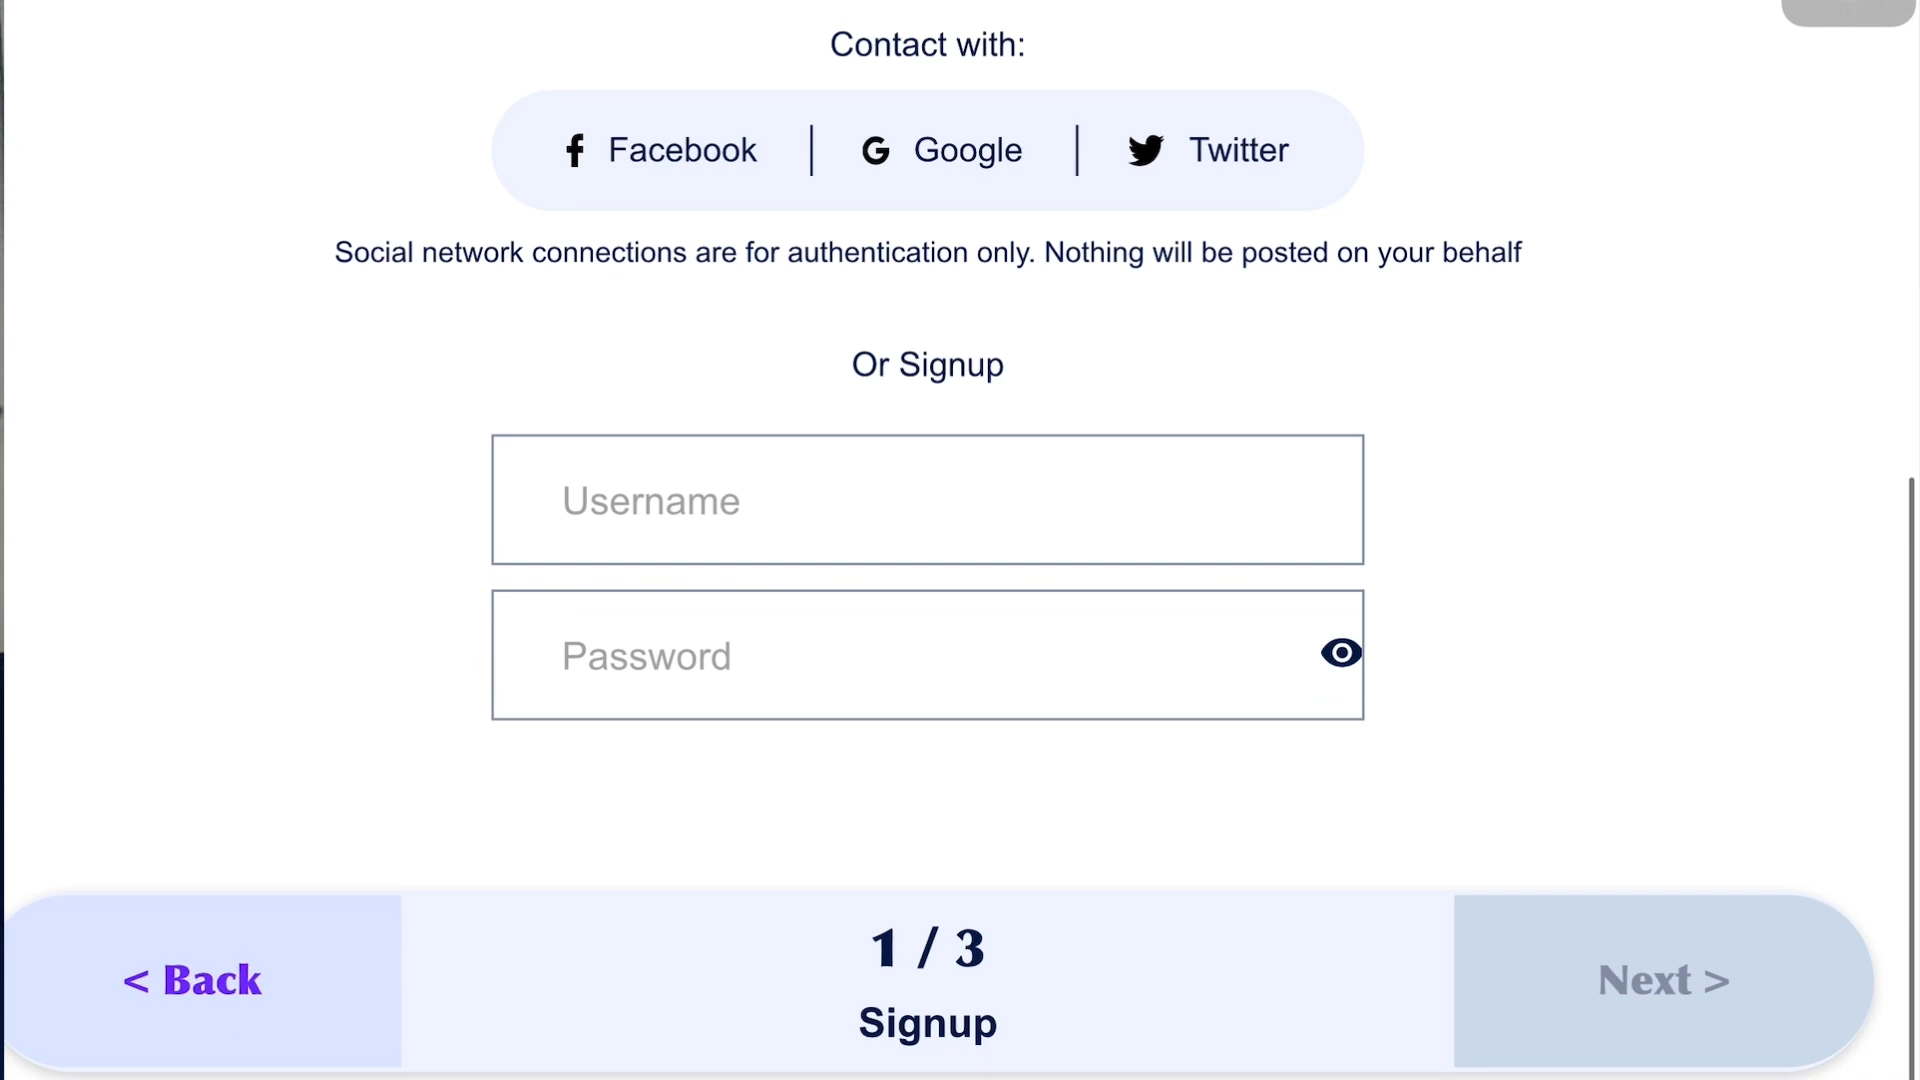 Contact with:
Facebook | Google | Twitter
Social network connections are for authentication only. Nothing will be posted on your behalf
Or Signup
Username
Password
< Back
1 / 3
Signup
Next >